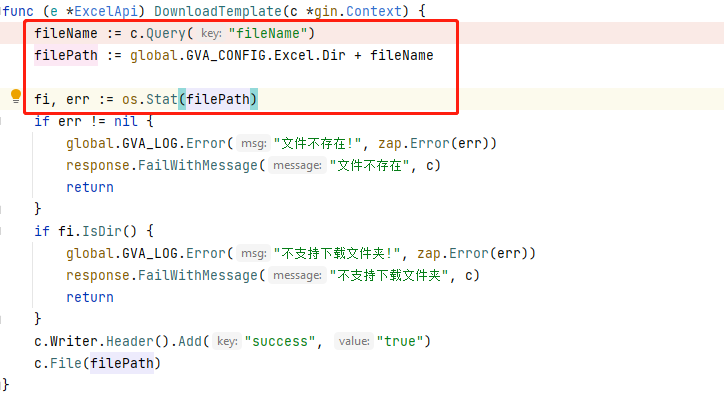 func (e *ExcelApi) DownloadTemplate(c *gin.Context) {
fileName := c.Query( key: "fileName")
filePath := global.GVA_CONFIG.Excel.Dir + fileName
fi, err := os.Stat(filePath)
if err != nil {
global.GVA_LOG.Error( msg: "文件不存在!", zap.Error(err))
response.FailWithMessage( message: "文件不存在", c)
return
}
if fi.IsDir() {
global.GVA_LOG.Error( msg: "不支持下载文件夹!", zap.Error(err))
response.FailWithMessage( message: "不支持下载文件夹", c)
return
}
c.Writer.Header().Add( key: "success", value: "true")
c.File(filePath)
}